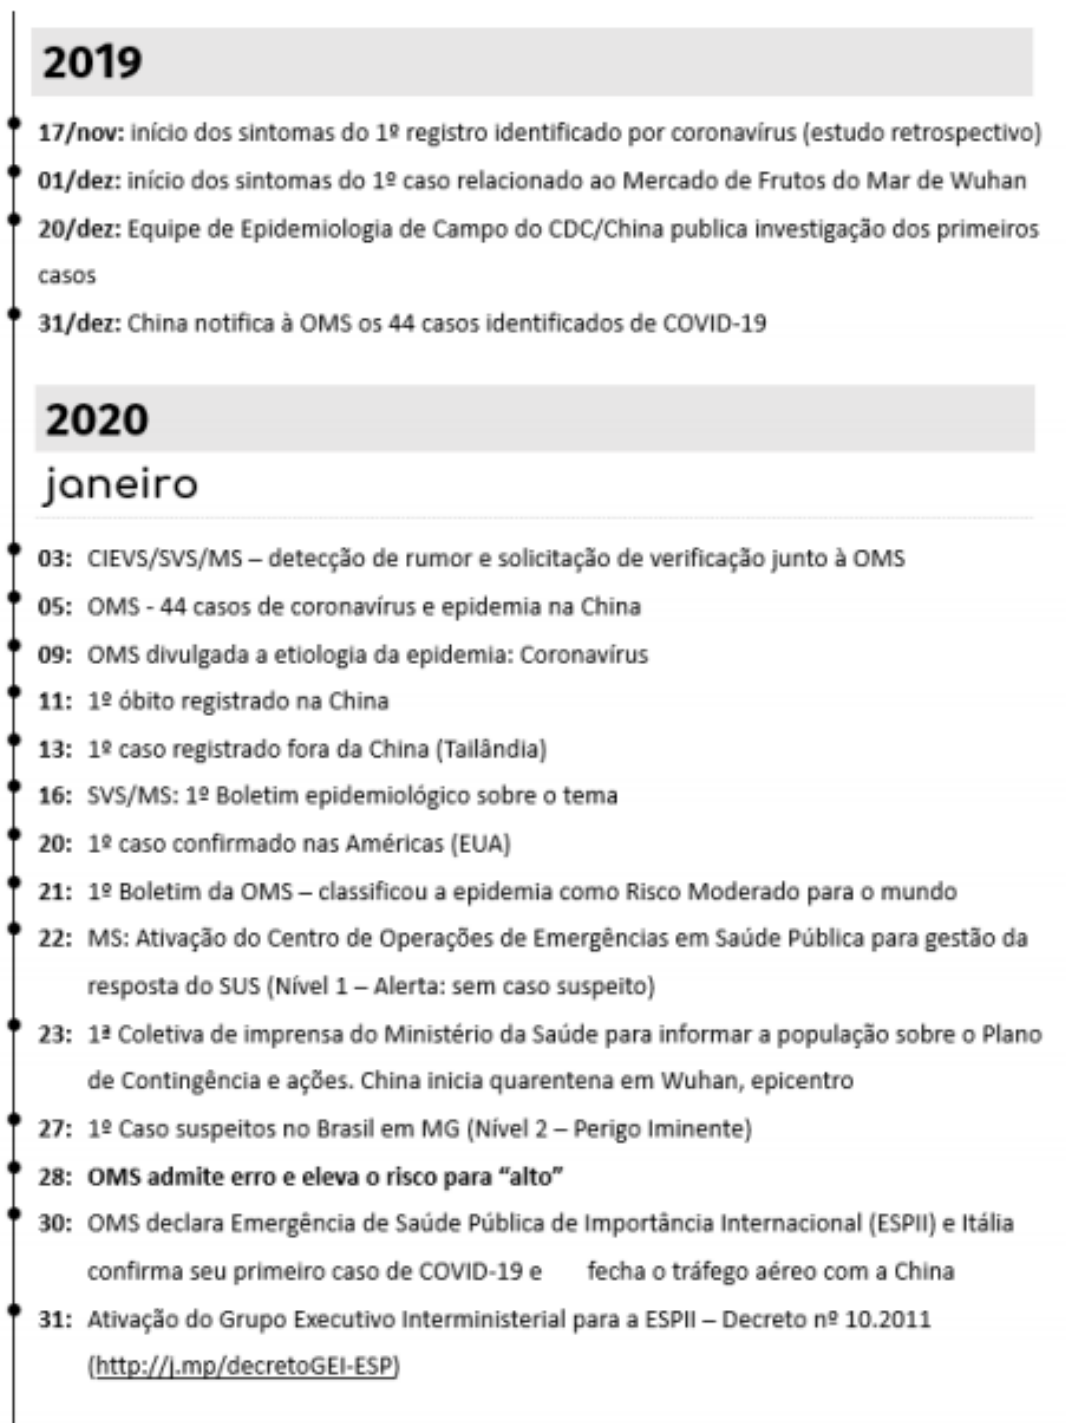 2019
17/nov: início dos sintomas do 1º registro identificado por coronavírus (estudo retrospectivo)
01/dez: início dos sintomas do 1º caso relacionado ao Mercado de Frutos do Mar de Wuhan
20/dez: Equipe de Epidemiologia de Campo do CDC/China publica investigação dos primeiros
casos
31/dez: China notifica à OMS os 44 casos identificados de COVID-19
2020
janeiro
03: CIEVS/SVS/MS – detecção de rumor e solicitação de verificação junto à OMS
05: OMS - 44 casos de coronavírus e epidemia na China
09: OMS divulgada a etiologia da epidemia: Coronavírus
11: 1º óbito registrado na China
13: 1º caso registrado fora da China (Tailândia)
16: SVS/MS: 1º Boletim epidemiológico sobre o tema
20: 1º caso confirmado nas Américas (EUA)
21: 1º Boletim da OMS – classificou a epidemia como Risco Moderado para o mundo
22: MS: Ativação do Centro de Operações de Emergências em Saúde Pública para gestão da
resposta do SUS (Nível 1 – Alerta: sem caso suspeito)
23: 1ª Coletiva de imprensa do Ministério da Saúde para informar a população sobre o Plano
de Contingência e ações. China inicia quarentena em Wuhan, epicentro
27: 1º Caso suspeitos no Brasil em MG (Nível 2 – Perigo Iminente)
28: OMS admite erro e eleva o risco para “alto”
30: OMS declara Emergência de Saúde Pública de Importância Internacional (ESPII) e Itália
confirma seu primeiro caso de COVID-19 e fecha o tráfego aéreo com a China
31: Ativação do Grupo Executivo Interministerial para a ESPII – Decreto nº 10.2011
(http://j.mp/decretoGEI-ESP)